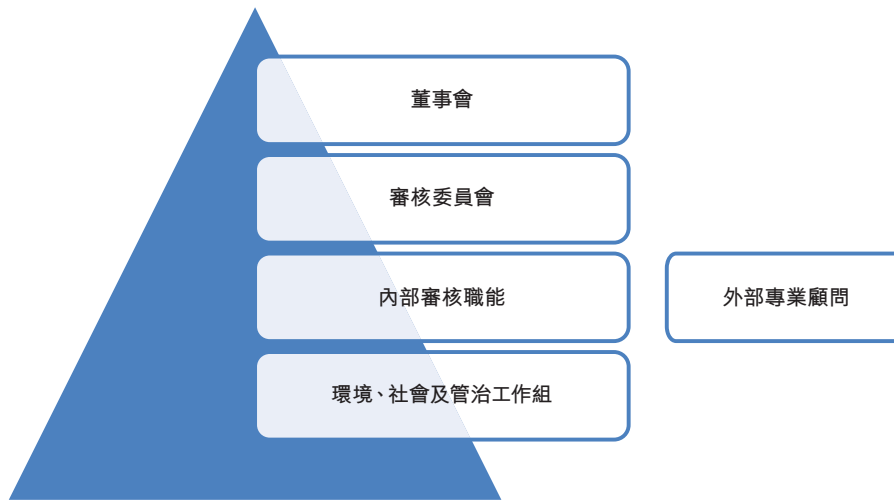 董事會
審核委員會
內部審核職能
外部專業顧問
環境、社會及管治工作組